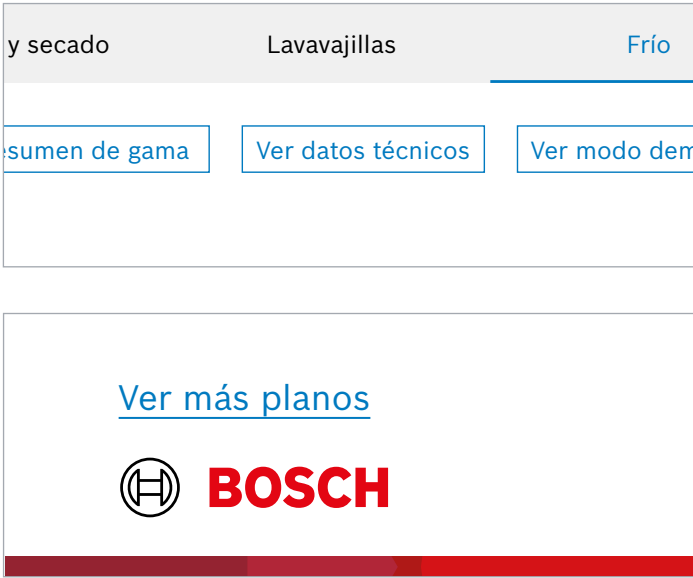 y secado Lavavajillas Frío
esumen de gama Ver datos técnicos Ver modo dem
Ver más planos
BOSCH